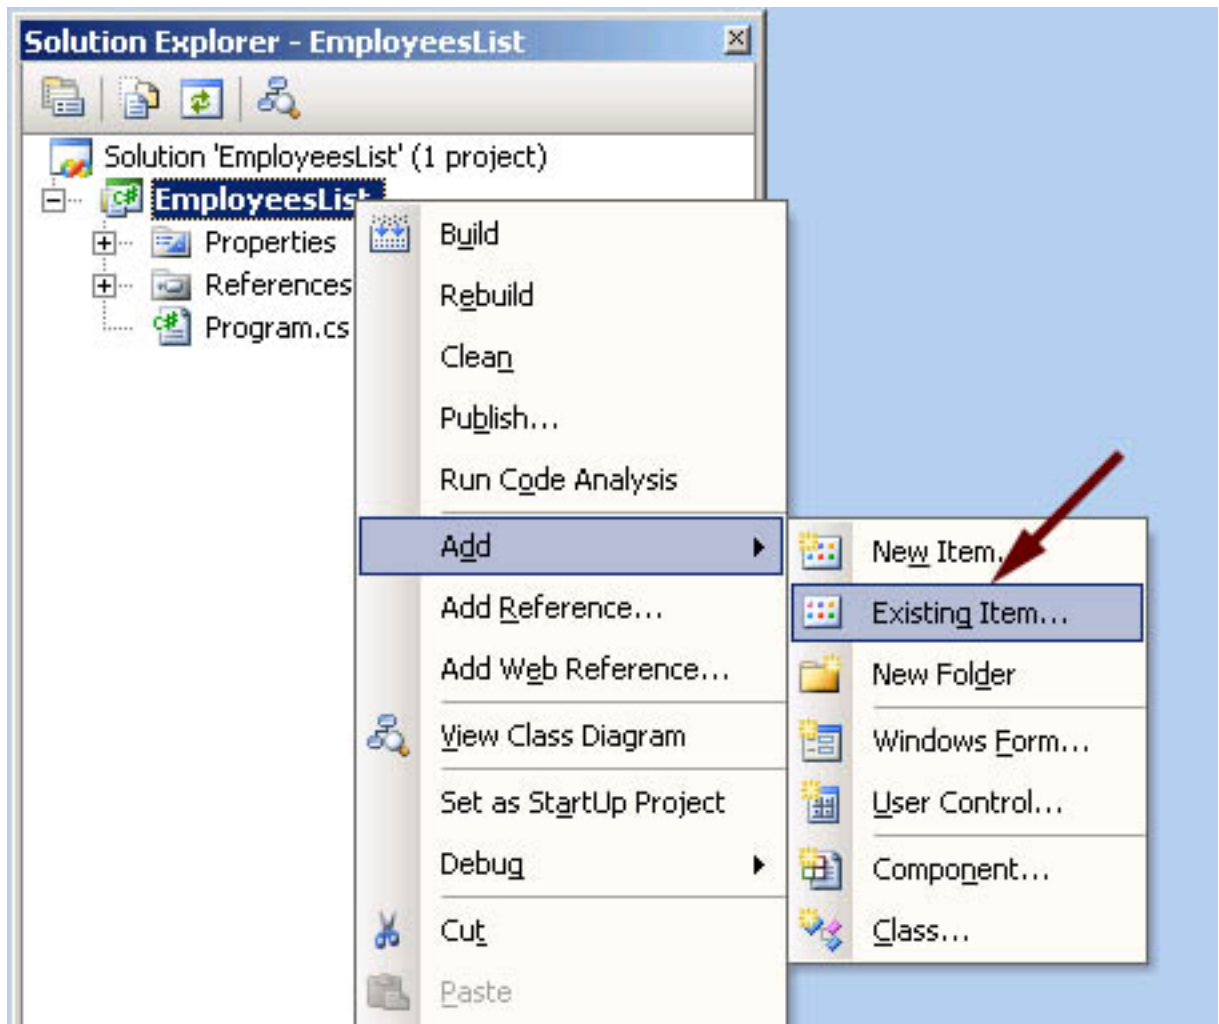 Solution Explorer - EmployeesList
Solution 'EmployeesList' (1 project)
EmployeesList
Properties
References
Program.cs
Build
Rebuild
Clean
Publish...
Run Code Analysis
Add
Add Reference...
Add Web Reference...
View Class Diagram
Set as StartUp Project
Debug
Cut
Paste
New Item...
Existing Item...
New Folder
Windows Form...
User Control...
Component...
Class...